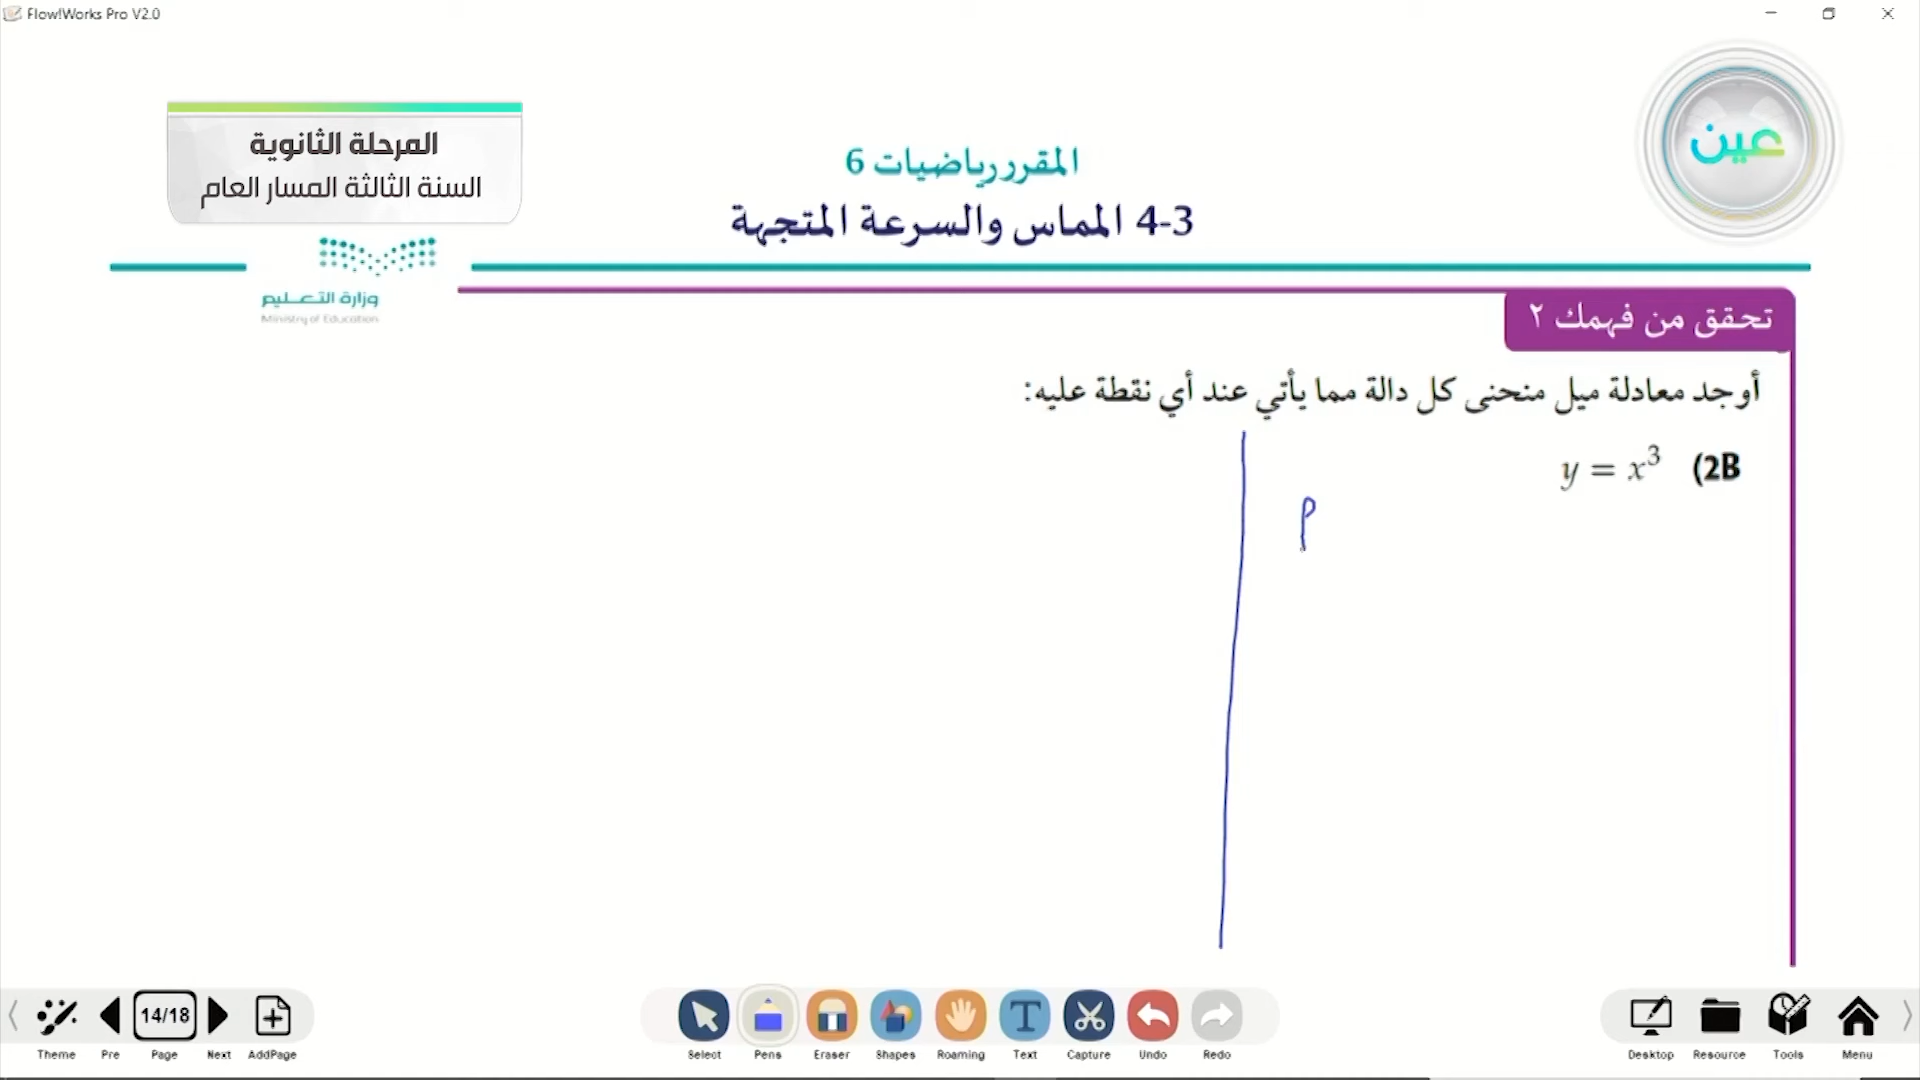 Flow!Works Pro V2.0
عين
المرحلة الثانوية
السنة الثالثة المسار العام
المقرر رياضيات 6
4-3 المماس والسرعة المتجهة
وزارة التعليم
Ministry of Education
تحقق من فهمك ٢
أوجد معادلة ميل منحنى كل دالة مما يأتي عند أي نقطة عليه:
(2B y = x³
م
Theme Pre 14/18 Page Next AddPage
Select Pens Eraser Shapes Roaming Text Capture Undo Redo
Desktop Resource Tools Menu